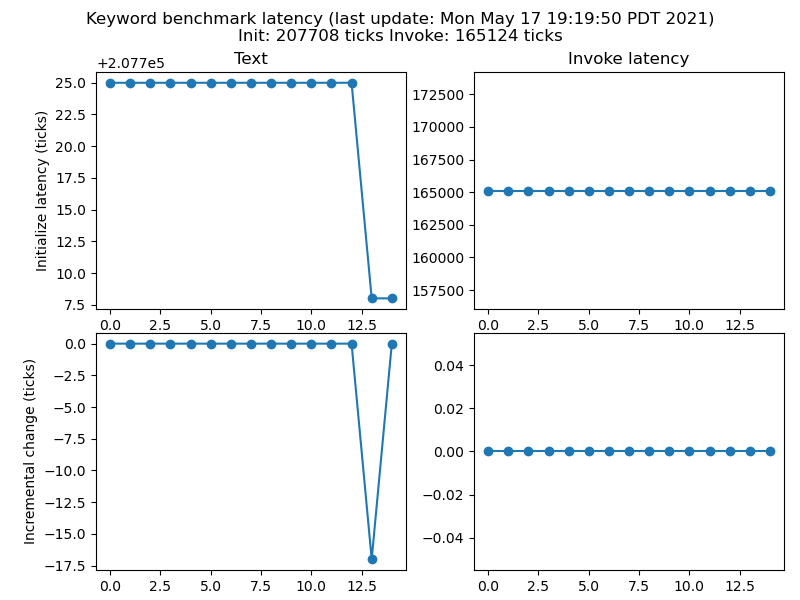 Keyword benchmark latency (last update: Mon May 17 19:19:50 PDT 2021)
Init: 207708 ticks Invoke: 165124 ticks
Text
Invoke latency
+2.077e5
Initialize latency (ticks)
25.0
22.5
20.0
17.5
15.0
12.5
10.0
7.5
0.0 2.5 5.0 7.5 10.0 12.5
172500
170000
167500
165000
162500
160000
157500
0.0 2.5 5.0 7.5 10.0 12.5
Incremental change (ticks)
0.0
−2.5
−5.0
−7.5
−10.0
−12.5
−15.0
−17.5
0.0 2.5 5.0 7.5 10.0 12.5
0.04
0.02
0.00
−0.02
−0.04
0.0 2.5 5.0 7.5 10.0 12.5